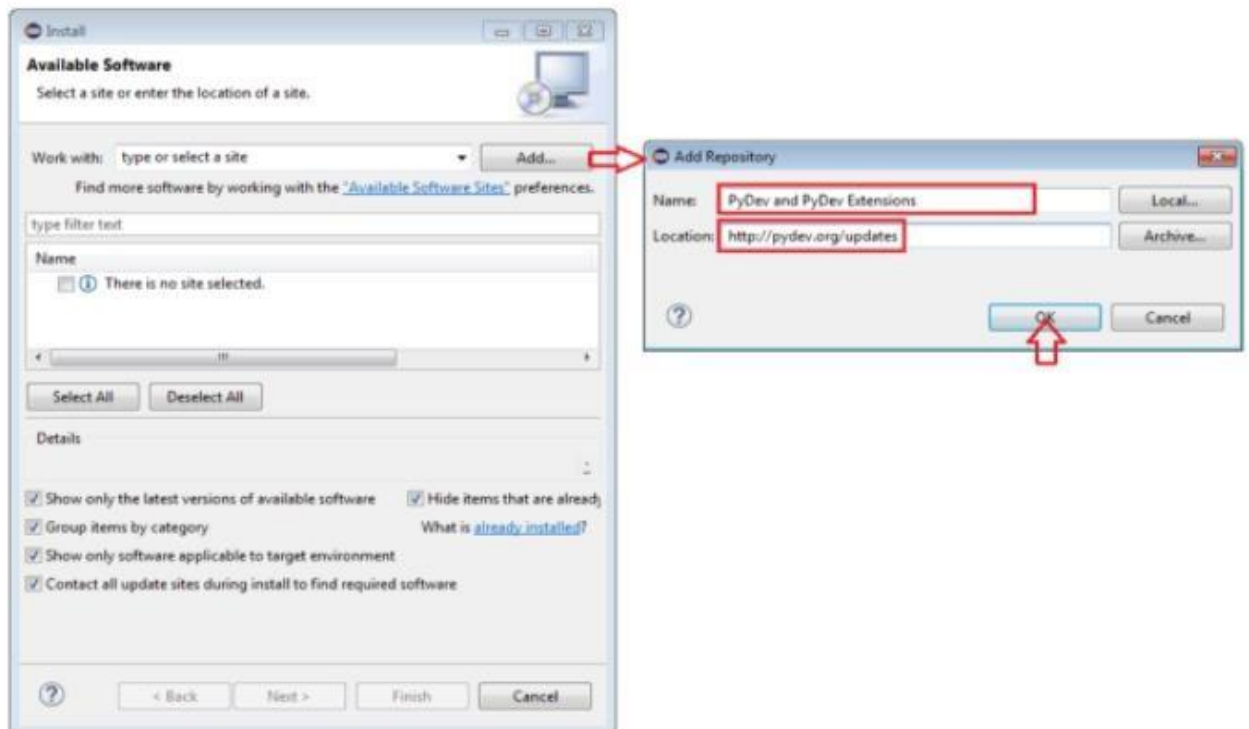 Install
Available Software
Select a site or enter the location of a site.
Work with: type or select a site Add...
Find more software by working with the "Available Software Sites" preferences.
type filter text
Name
There is no site selected.
Select All Deselect All
Details
Show only the latest versions of available software Hide items that are already
Group items by category What is already installed?
Show only software applicable to target environment
Contact all update sites during install to find required software
< Back Next > Finish Cancel
Add Repository
Name: PyDev and PyDev Extensions Local...
Location: http://pydev.org/updates Archive...
OK Cancel